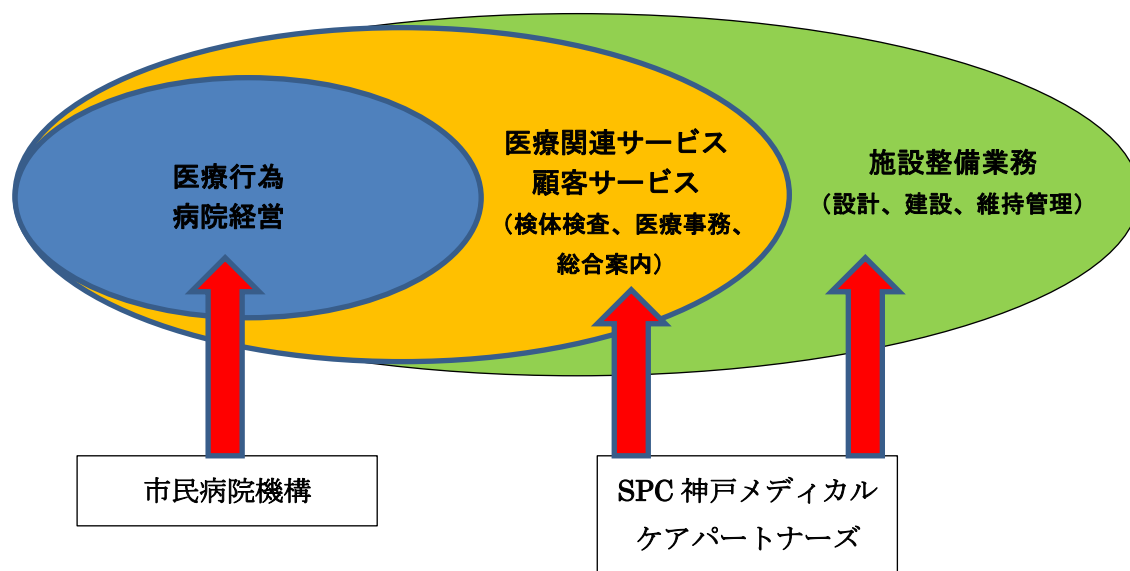 医療行為
病院経営
医療関連サービス
顧客サービス
（検体検査、医療事務、
総合案内）
施設整備業務
（設計、建設、維持管理）
市民病院機構
SPC 神戸メディカル
ケアパートナーズ